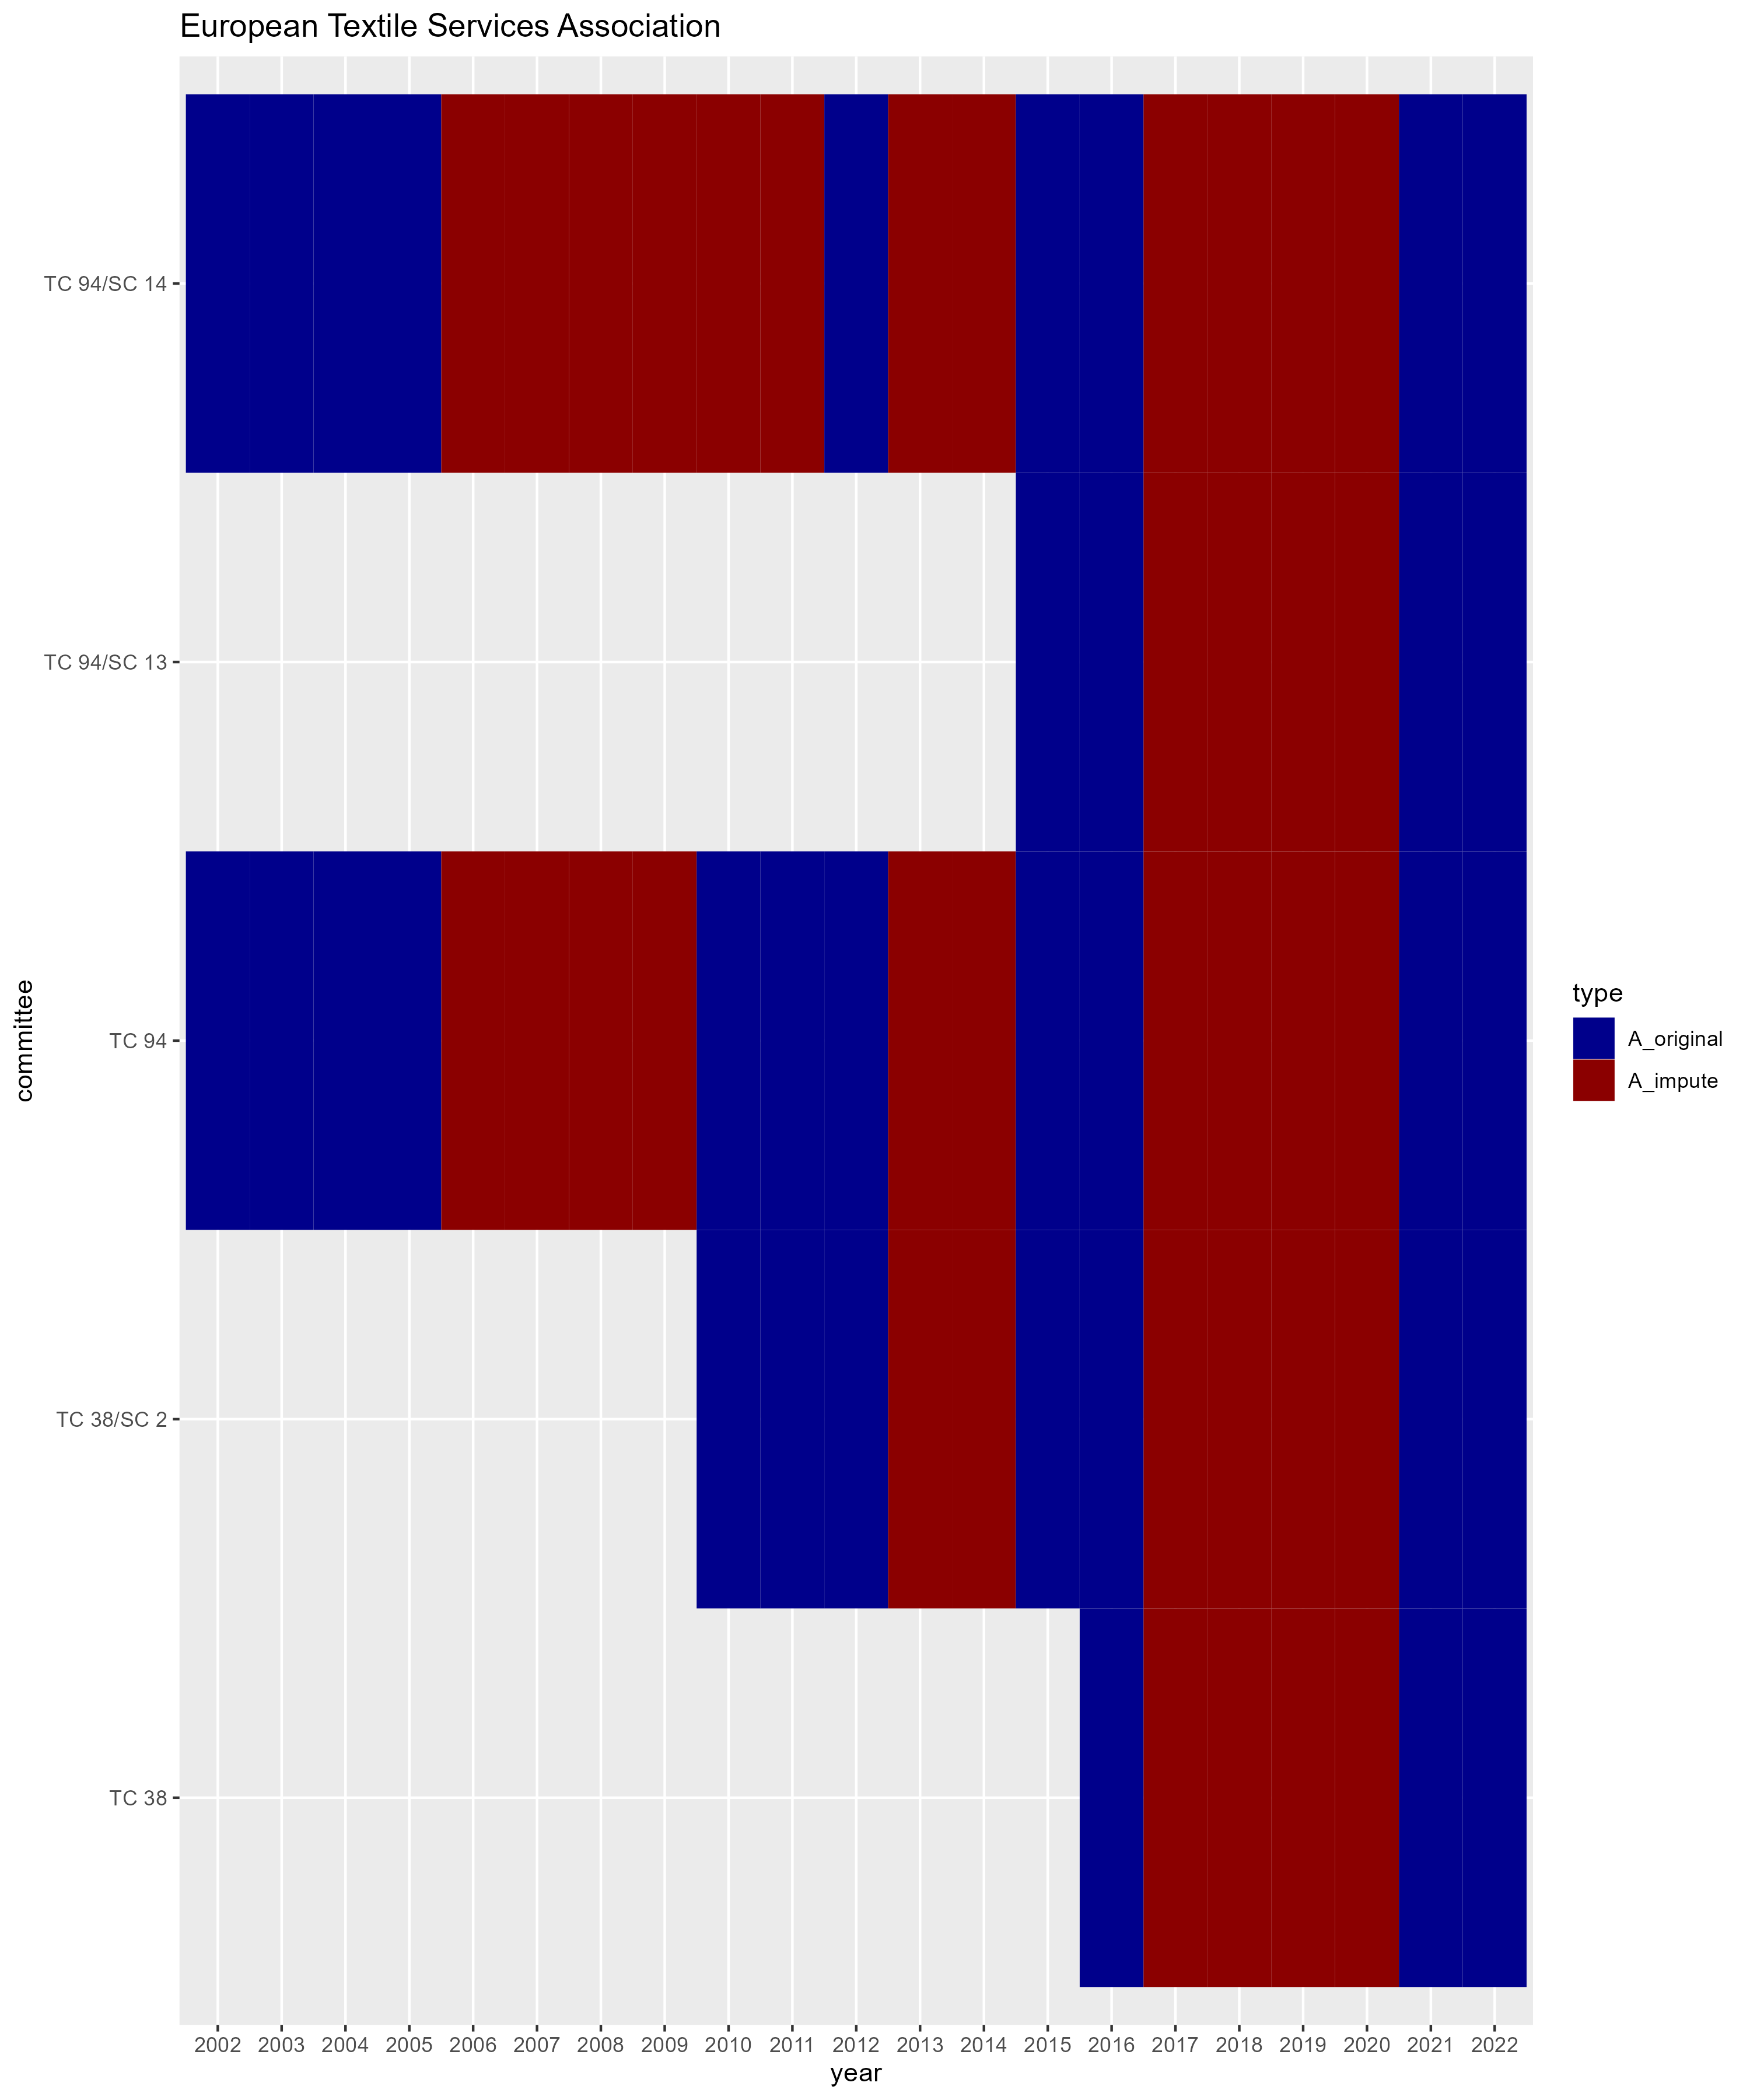 European Textile Services Association
TC 94/SC 14
TC 94/SC 13
TC 94
TC 38/SC 2
TC 38
committee
type
A_original
A_impute
2002 2003 2004 2005 2006 2007 2008 2009 2010 2011 2012 2013 2014 2015 2016 2017 2018 2019 2020 2021 2022
year